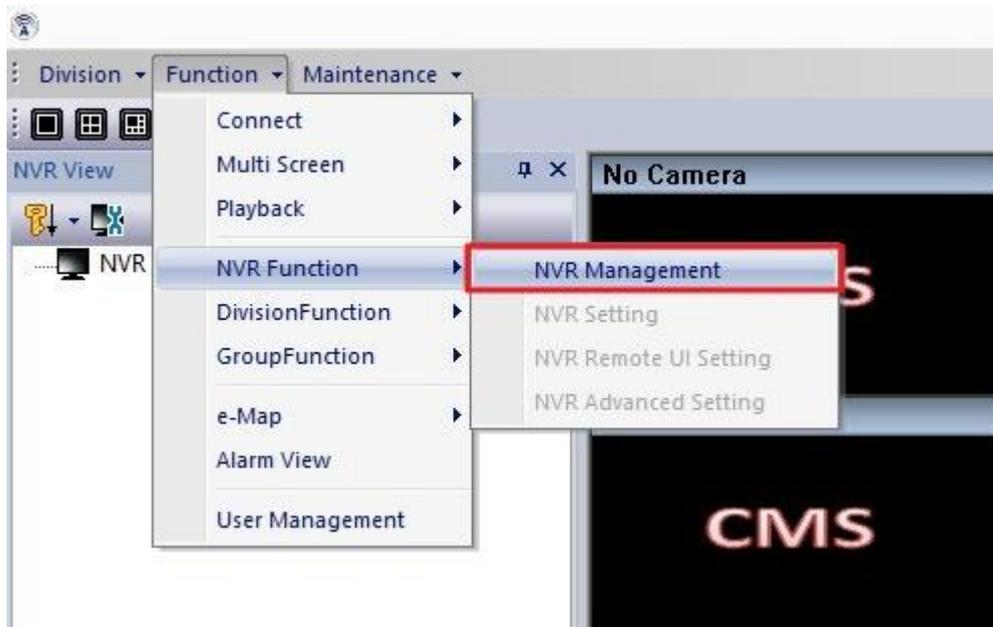 Division Function Maintenance
Connect
Multi Screen
Playback
NVR Function
DivisionFunction
GroupFunction
e-Map
Alarm View
User Management
NVR Management
NVR Setting
NVR Remote UI Setting
NVR Advanced Setting
NVR View
NVR
No Camera
S
CMS